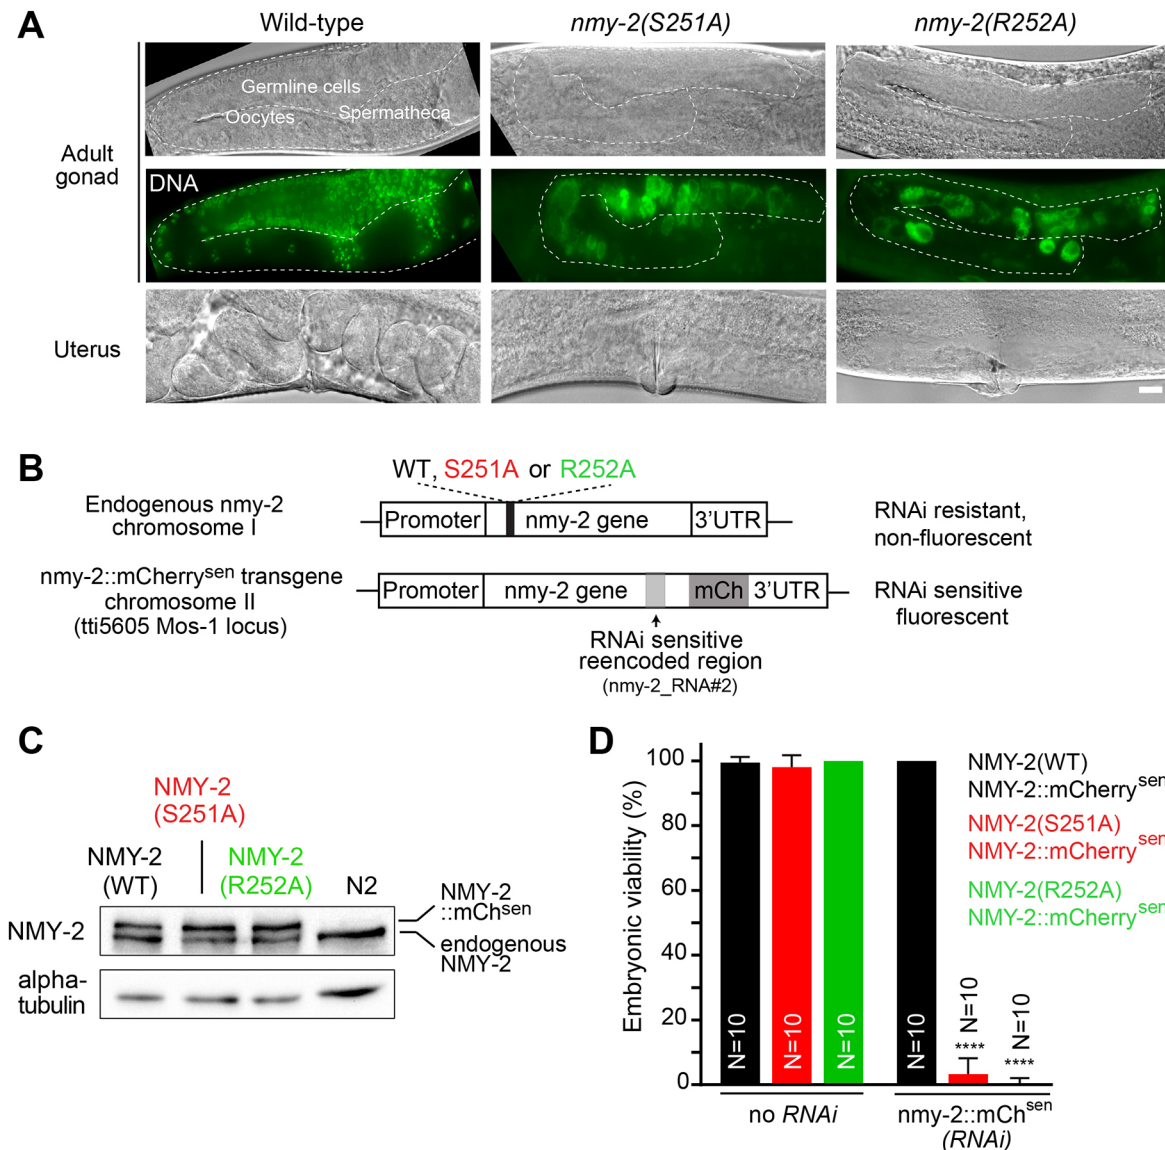 A
Wild-type
nmy-2(S251A)
nmy-2(R252A)
Adult
gonad
Germline cells
Oocytes
Spermatheca
DNA
Uterus
B
WT, S251A or R252A
Endogenous nmy-2
chromosome I
Promoter
nmy-2 gene
3'UTR
RNAi resistant,
non-fluorescent
nmy-2::mCherrysen transgene
chromosome II
(tti5605 Mos-1 locus)
Promoter
nmy-2 gene
mCh
3'UTR
RNAi sensitive
fluorescent
RNAi sensitive
reencoded region
(nmy-2_RNA#2)
C
NMY-2
(S251A)
NMY-2
(WT)
NMY-2
(R252A)
N2
NMY-2
alpha-
tubulin
NMY-2
::mChsen
endogenous
NMY-2
D
Embryonic viability (%)
100
80
60
40
20
0
N=10
N=10
N=10
N=10
N=10
****
N=10
****
no RNAi
nmy-2::mChsen
(RNAi)
NMY-2(WT)
NMY-2::mCherrysen
NMY-2(S251A)
NMY-2::mCherrysen
NMY-2(R252A)
NMY-2::mCherrysen